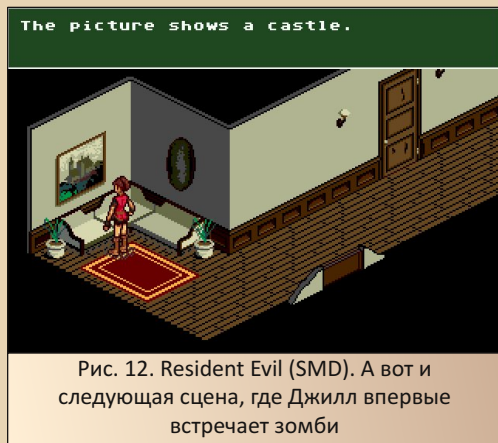 The picture shows a castle.
Рис. 12. Resident Evil (SMD). А вот и
следующая сцена, где Джилл впервые
встречает зомби